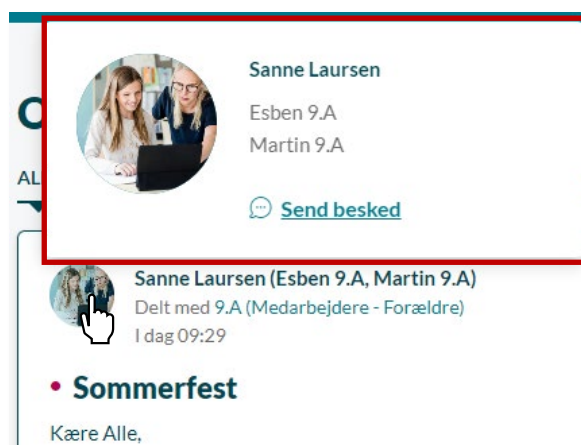 Sanne Laursen
Esben 9.A
Martin 9.A
Send besked
AL
Sanne Laursen (Esben 9.A, Martin 9.A)
Delt med 9.A (Medarbejdere - Forældre)
I dag 09:29
• Sommerfest
Kære Alle,